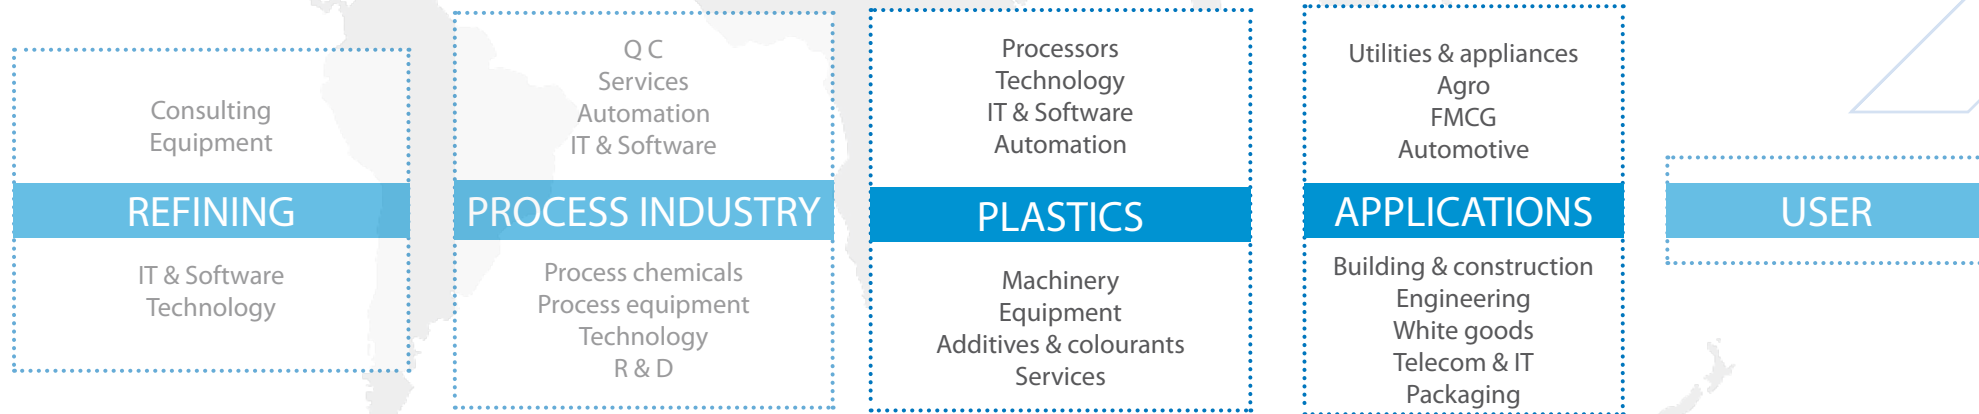 Consulting
Equipment
REFINING
IT & Software
Technology
Q C
Services
Automation
IT & Software
PROCESS INDUSTRY
Process chemicals
Process equipment
Technology
R & D
Processors
Technology
IT & Software
Automation
PLASTICS
Machinery
Equipment
Additives & colourants
Services
Utilities & appliances
Agro
FMCG
Automotive
APPLICATIONS
Building & construction
Engineering
White goods
Telecom & IT
Packaging
USER